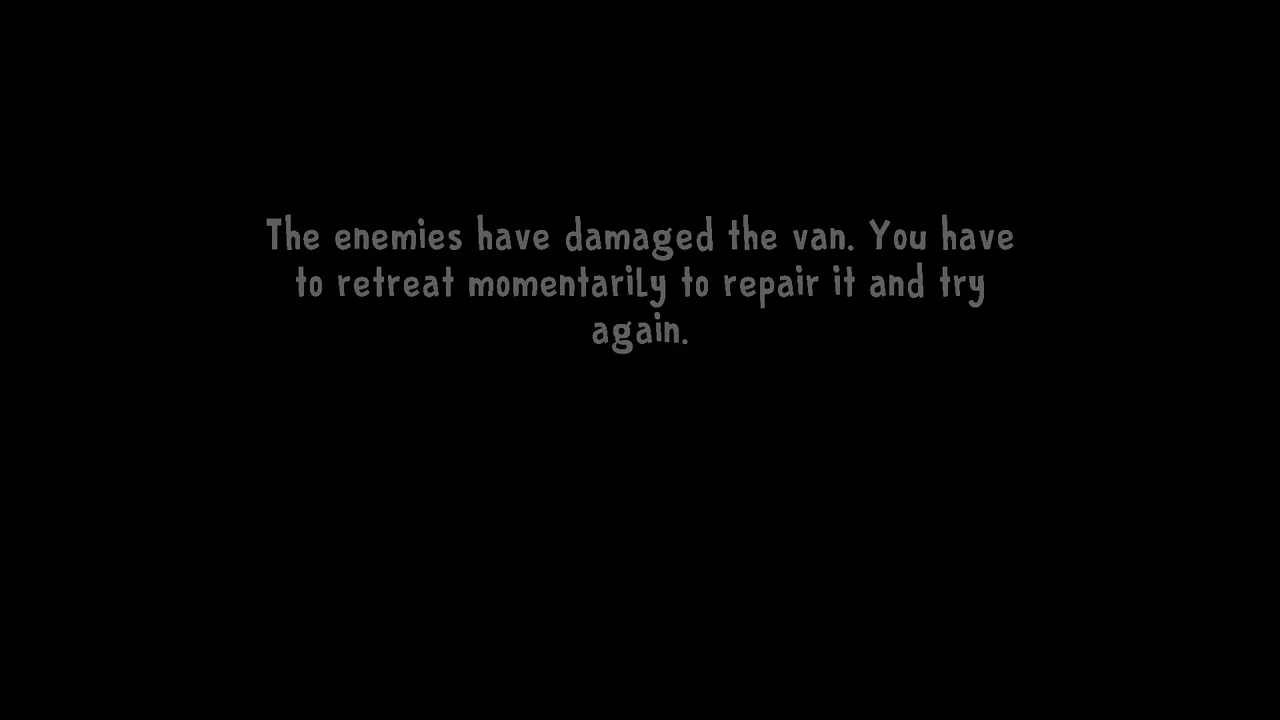 The enemies have damaged the van. You have
to retreat momentarily to repair it and try
again.